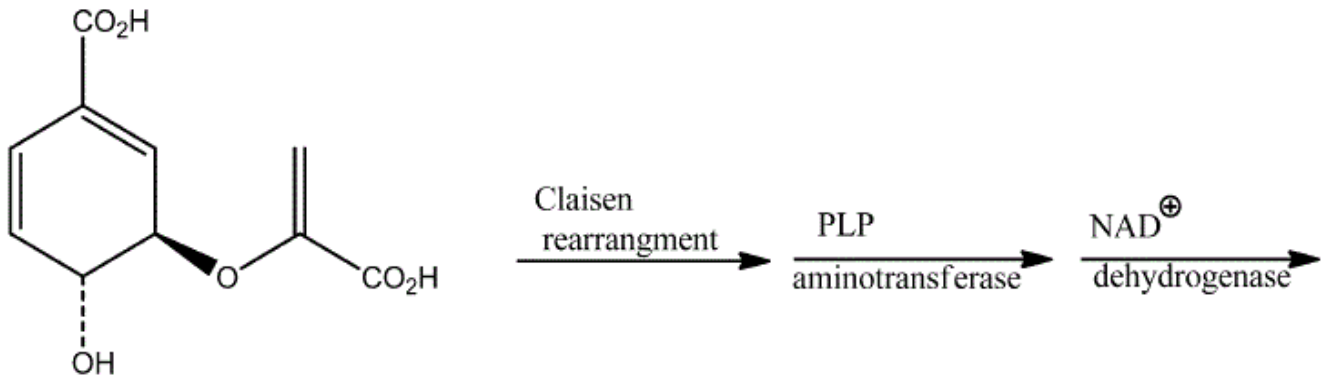 CO₂H
O
CO₂H
OH
Claisen
rearrangment
PLP
aminotransferase
NAD⊕
dehydrogenase